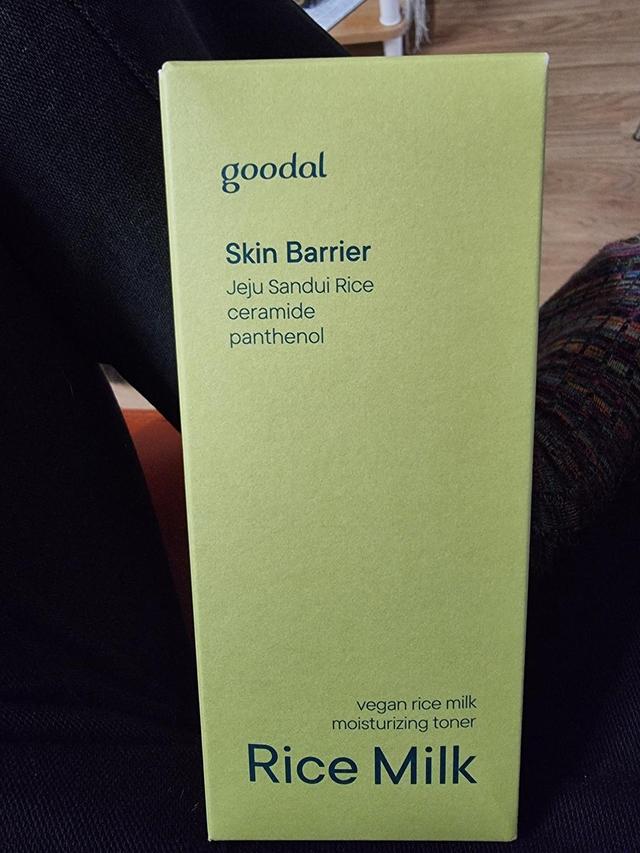 goodal
Skin Barrier
Jeju Sandui Rice
ceramide
panthenol
vegan rice milk
moisturizing toner
Rice Milk